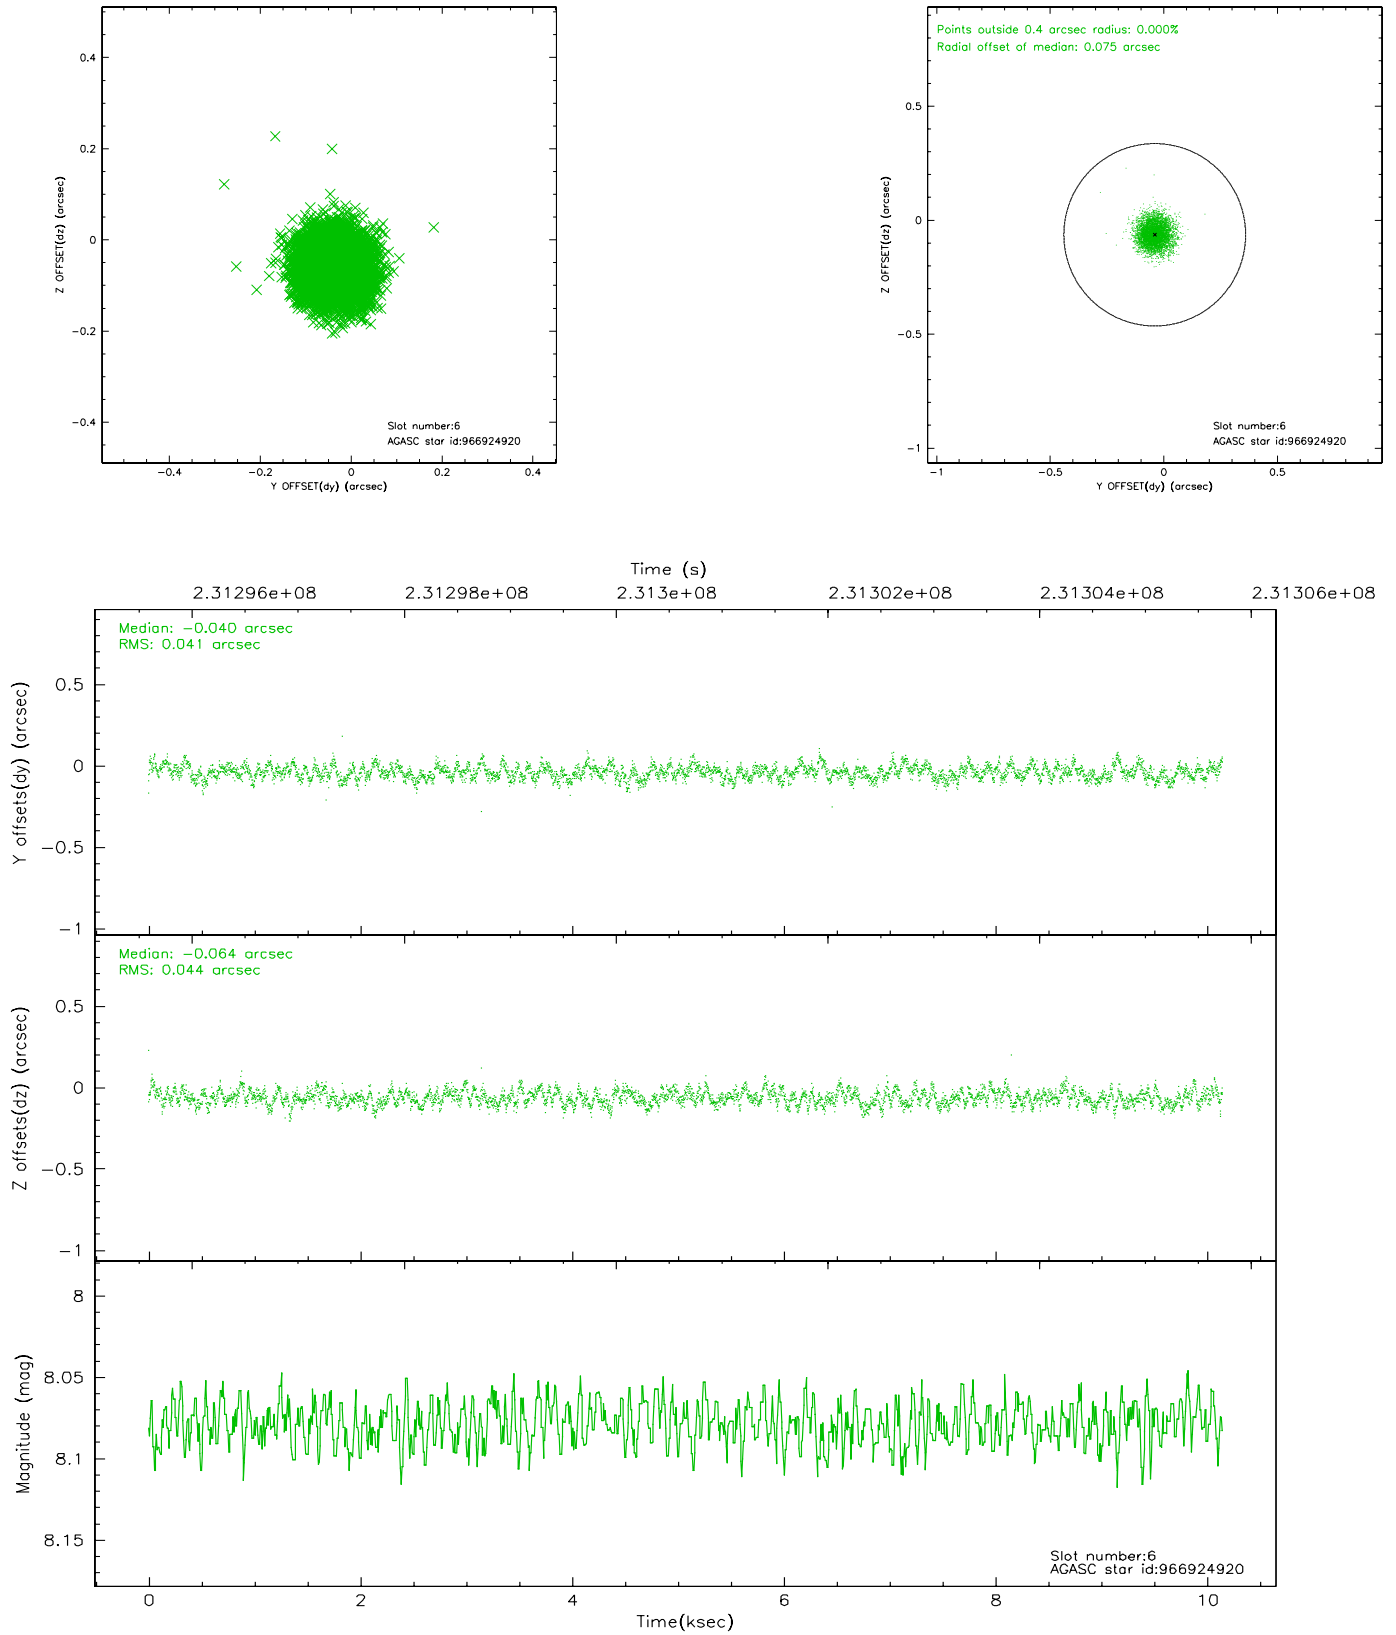 0.4
0.2
0
−0.2
−0.4
Z OFFSET(dz) (arcsec)
Slot number:6
AGASC star id:966924920
−0.4
−0.2
0
0.2
0.4
Y OFFSET(dy) (arcsec)
Points outside 0.4 arcsec radius: 0.000%
Radial offset of median: 0.075 arcsec
0.5
0
−0.5
−1
Z OFFSET(dz) (arcsec)
Slot number:6
AGASC star id:966924920
−1
−0.5
0
0.5
Y OFFSET(dy) (arcsec)
Time (s)
2.31296e+08
2.31298e+08
2.313e+08
2.31302e+08
2.31304e+08
2.31306e+08
Median: −0.040 arcsec
RMS: 0.041 arcsec
0.5
0
−0.5
−1
Y offsets(dy) (arcsec)
Median: −0.064 arcsec
RMS: 0.044 arcsec
0.5
0
−0.5
−1
Z offsets(dz) (arcsec)
8
8.05
8.1
8.15
Magnitude (mag)
Slot number:6
AGASC star id:966924920
0
2
4
6
8
10
Time(ksec)